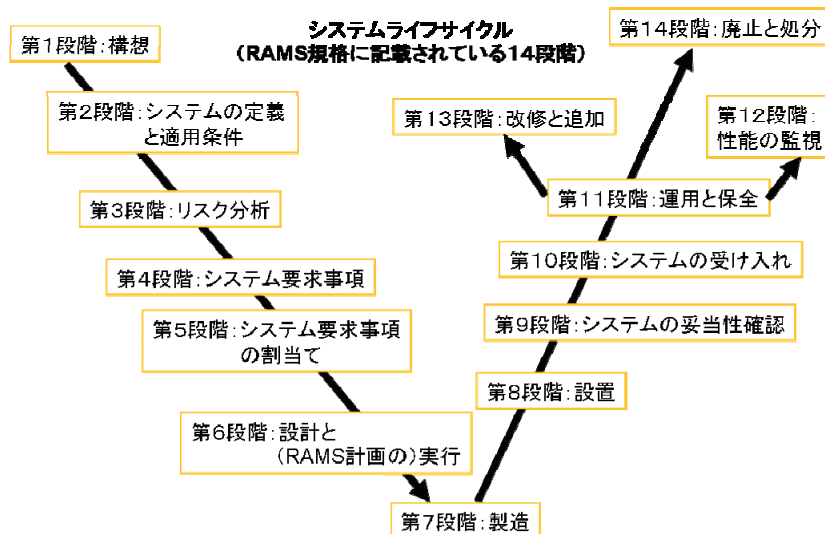 システムライフサイクル
（RAMS規格に記載されている14段階）
第1段階：構想
第2段階：システムの定義
と適用条件
第3段階：リスク分析
第4段階：システム要求事項
第5段階：システム要求事項
の割当て
第6段階：設計と
（RAMS計画の）実行
第7段階：製造
第8段階：設置
第9段階：システムの妥当性確認
第10段階：システムの受け入れ
第11段階：運用と保全
第12段階：
性能の監視
第13段階：改修と追加
第14段階：廃止と処分